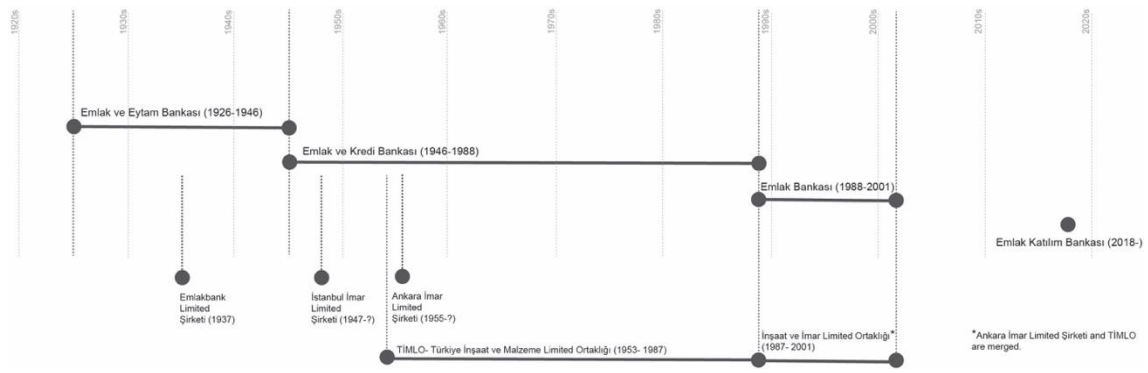 1920s
1930s
1940s
1950s
1960s
1970s
1980s
1990s
2000s
2010s
2020s
Emlak ve Eytam Bankası (1926-1946)
Emlak ve Kredi Bankası (1946-1988)
Emlak Bankası (1988-2001)
Emlak Katılım Bankası (2018-)
Emlakbank
Limited
Şirketi (1937)
İstanbul İmar
Limited
Şirketi (1947-?)
Ankara İmar
Limited
Şirketi (1955-?)
TİMLO- Türkiye İnşaat ve Malzeme Limited Ortaklığı (1953- 1987)
İnşaat ve İmar Limited Ortaklığı*
(1987- 2001)
*Ankara İmar Limited Şirketi and TİMLO
are merged.